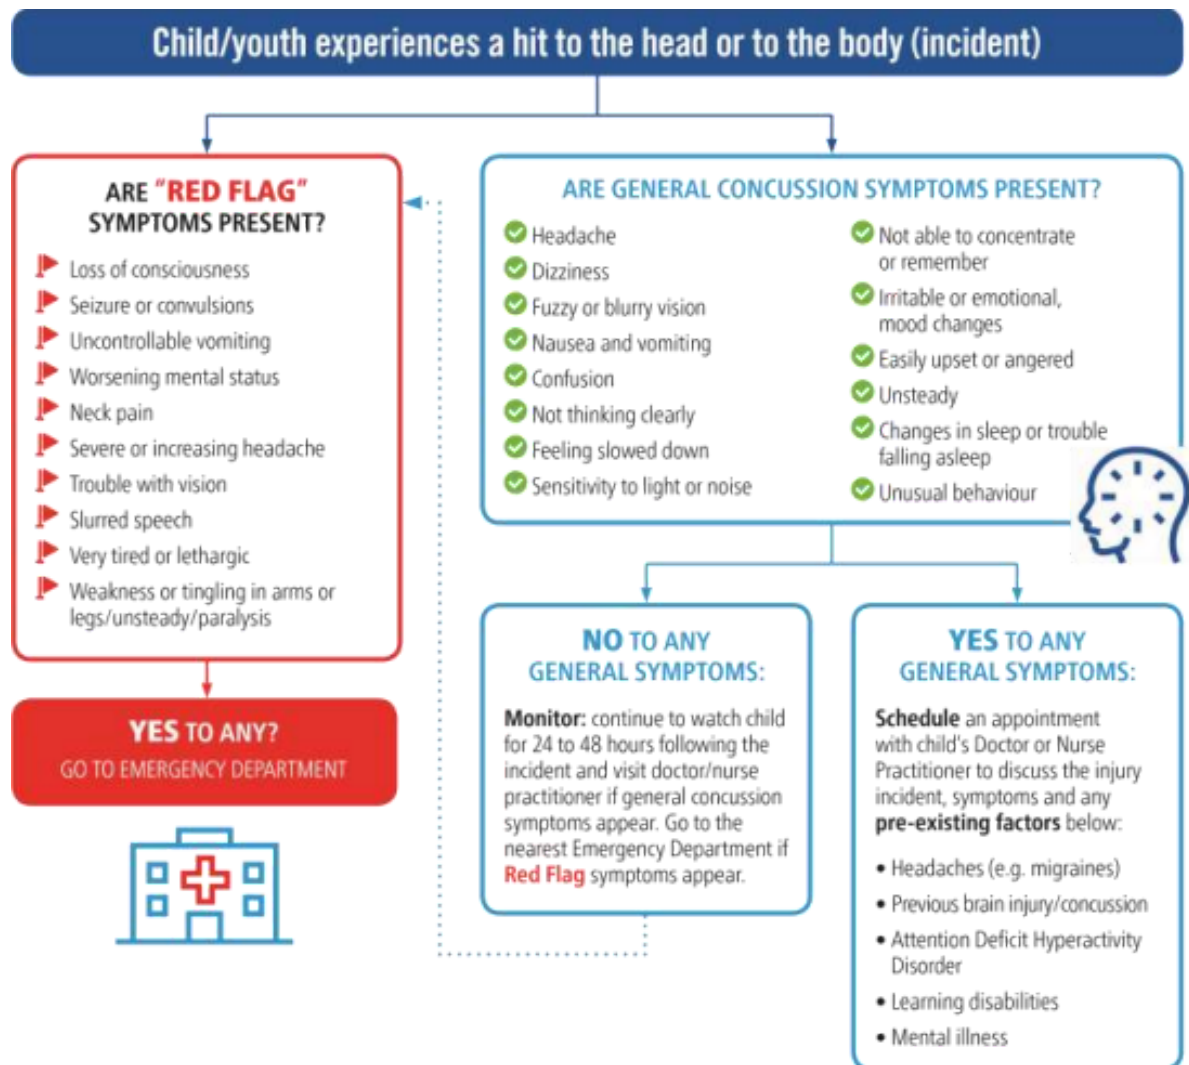 Child/youth experiences a hit to the head or to the body (incident)
ARE "RED FLAG"
SYMPTOMS PRESENT?
Loss of consciousness
Seizure or convulsions
Uncontrollable vomiting
Worsening mental status
Neck pain
Severe or increasing headache
Trouble with vision
Slurred speech
Very tired or lethargic
Weakness or tingling in arms or
legs/unsteady/paralysis
YES TO ANY?
GO TO EMERGENCY DEPARTMENT
ARE GENERAL CONCUSSION SYMPTOMS PRESENT?
Headache
Dizziness
Fuzzy or blurry vision
Nausea and vomiting
Confusion
Not thinking clearly
Feeling slowed down
Sensitivity to light or noise
Not able to concentrate
or remember
Irritable or emotional,
mood changes
Easily upset or angered
Unsteady
Changes in sleep or trouble
falling asleep
Unusual behaviour
NO TO ANY
GENERAL SYMPTOMS:
Monitor: continue to watch child
for 24 to 48 hours following the
incident and visit doctor/nurse
practitioner if general concussion
symptoms appear. Go to the
nearest Emergency Department if
Red Flag symptoms appear.
YES TO ANY
GENERAL SYMPTOMS:
Schedule an appointment
with child's Doctor or Nurse
Practitioner to discuss the injury
incident, symptoms and any
pre-existing factors below:
• Headaches (e.g. migraines)
• Previous brain injury/concussion
• Attention Deficit Hyperactivity
Disorder
• Learning disabilities
• Mental illness